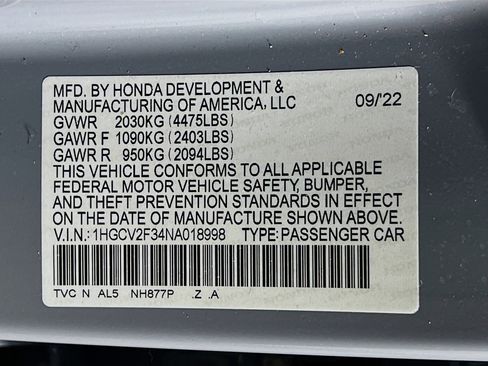 MFD. BY HONDA DEVELOPMENT &
MANUFACTURING OF AMERICA, LLC 09/'22
GVWR 2030KG (4475LBS)
GAWR F 1090KG (2403LBS)
GAWR R 950KG (2094LBS)
THIS VEHICLE CONFORMS TO ALL APPLICABLE
FEDERAL MOTOR VEHICLE SAFETY, BUMPER,
AND THEFT PREVENTION STANDARDS IN EFFECT
ON THE DATE OF MANUFACTURE SHOWN ABOVE.
V.I.N.: 1HGCV2F34NA018998 TYPE: PASSENGER CAR
TVC N AL5 NH877P .Z .A